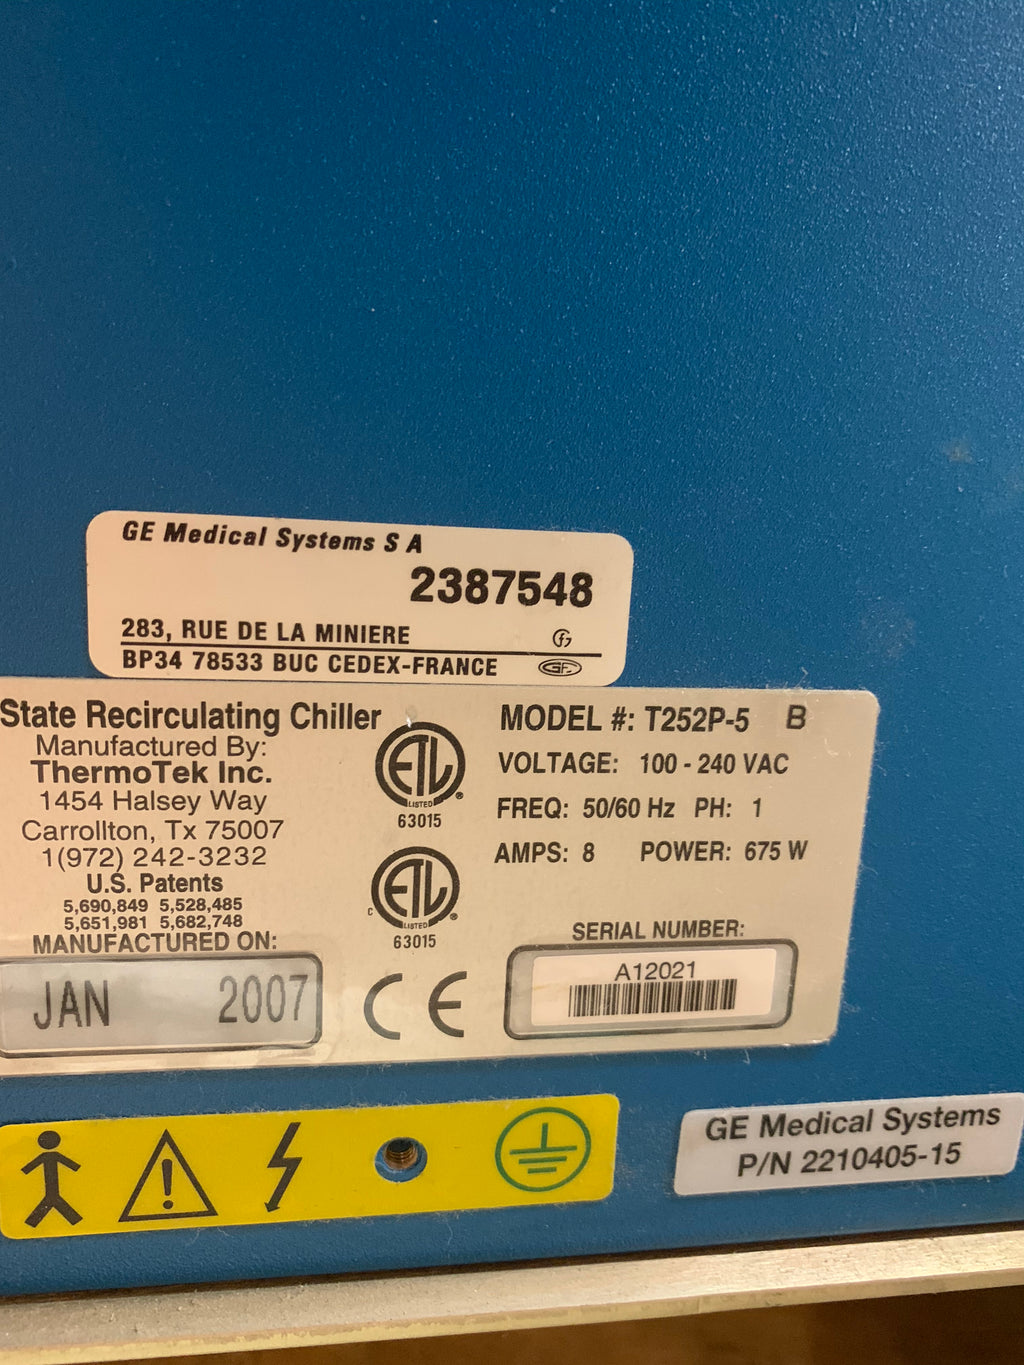 GE Medical Systems S A
2387548
283, RUE DE LA MINIERE
BP34 78533 BUC CEDEX-FRANCE
GE
State Recirculating Chiller
Manufactured By:
ThermoTek Inc.
1454 Halsey Way
Carrollton, Tx 75007
1(972) 242-3232
U.S. Patents
5,690,849 5,528,485
5,651,981 5,682,748
MANUFACTURED ON:
JAN 2007
ETL
LISTED
®
63015
C
ETL
LISTED
®
63015
CE
MODEL #: T252P-5 B
VOLTAGE: 100 - 240 VAC
FREQ: 50/60 Hz PH: 1
AMPS: 8 POWER: 675 W
SERIAL NUMBER:
A12021
GE Medical Systems
P/N 2210405-15